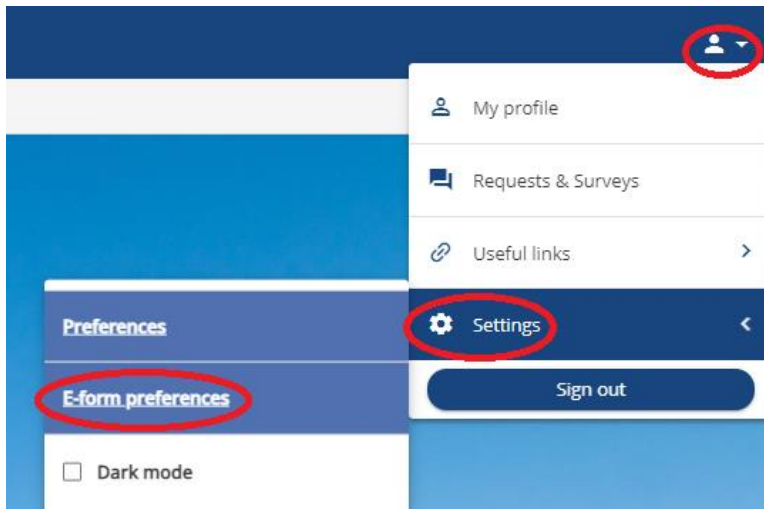 My profile
Requests & Surveys
Useful links
Settings
Sign out
Preferences
E-form preferences
Dark mode